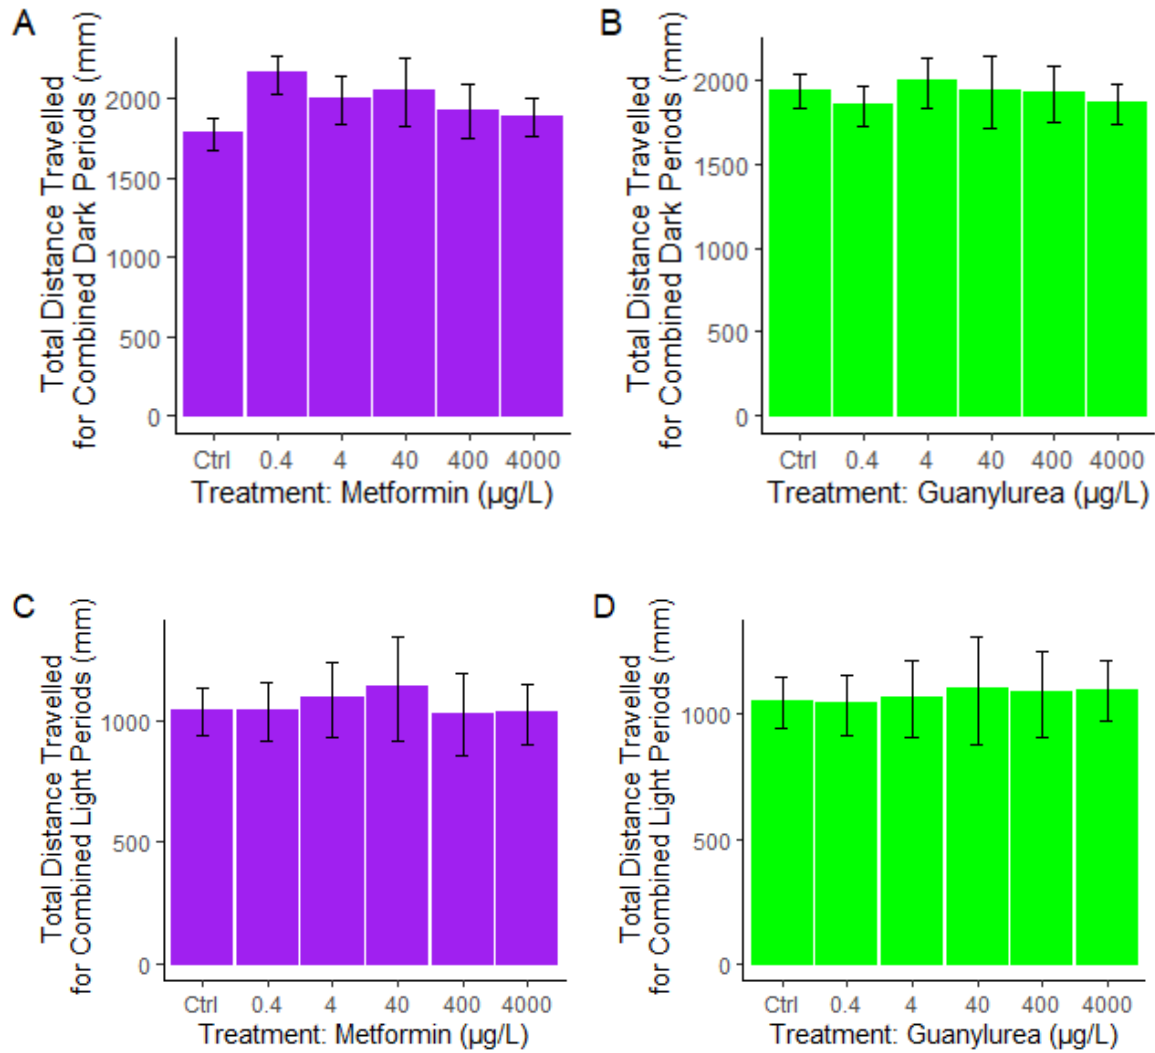 A
Total Distance Travelled
for Combined Dark Periods (mm)
2000
1500
1000
500
0
Ctrl 0.4 4 40 400 4000
Treatment: Metformin (µg/L)
B
Total Distance Travelled
for Combined Dark Periods (mm)
2000
1500
1000
500
0
Ctrl 0.4 4 40 400 4000
Treatment: Guanylurea (µg/L)
C
Total Distance Travelled
for Combined Light Periods (mm)
1000
500
0
Ctrl 0.4 4 40 400 4000
Treatment: Metformin (µg/L)
D
Total Distance Travelled
for Combined Light Periods (mm)
1000
500
0
Ctrl 0.4 4 40 400 4000
Treatment: Guanylurea (µg/L)